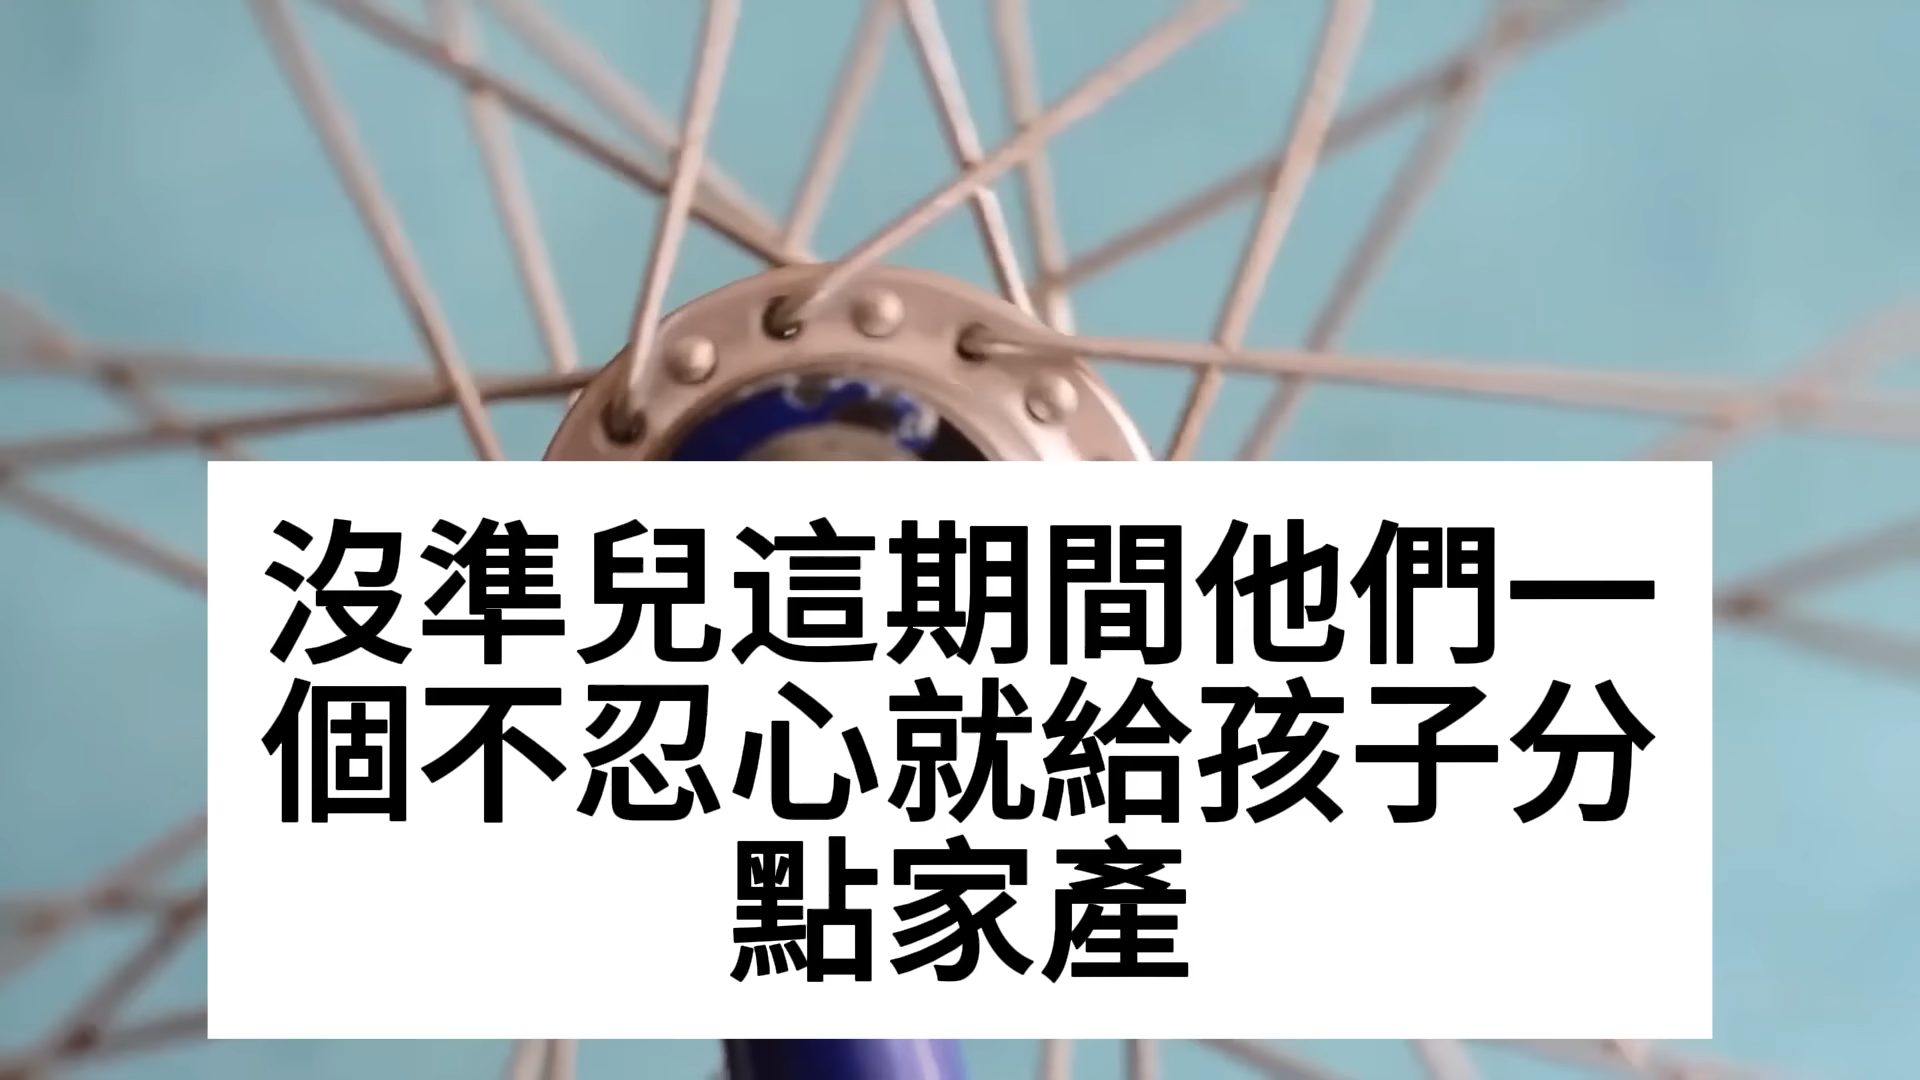 沒準兒這期間他們一
個不忍心就給孩子分
點家產